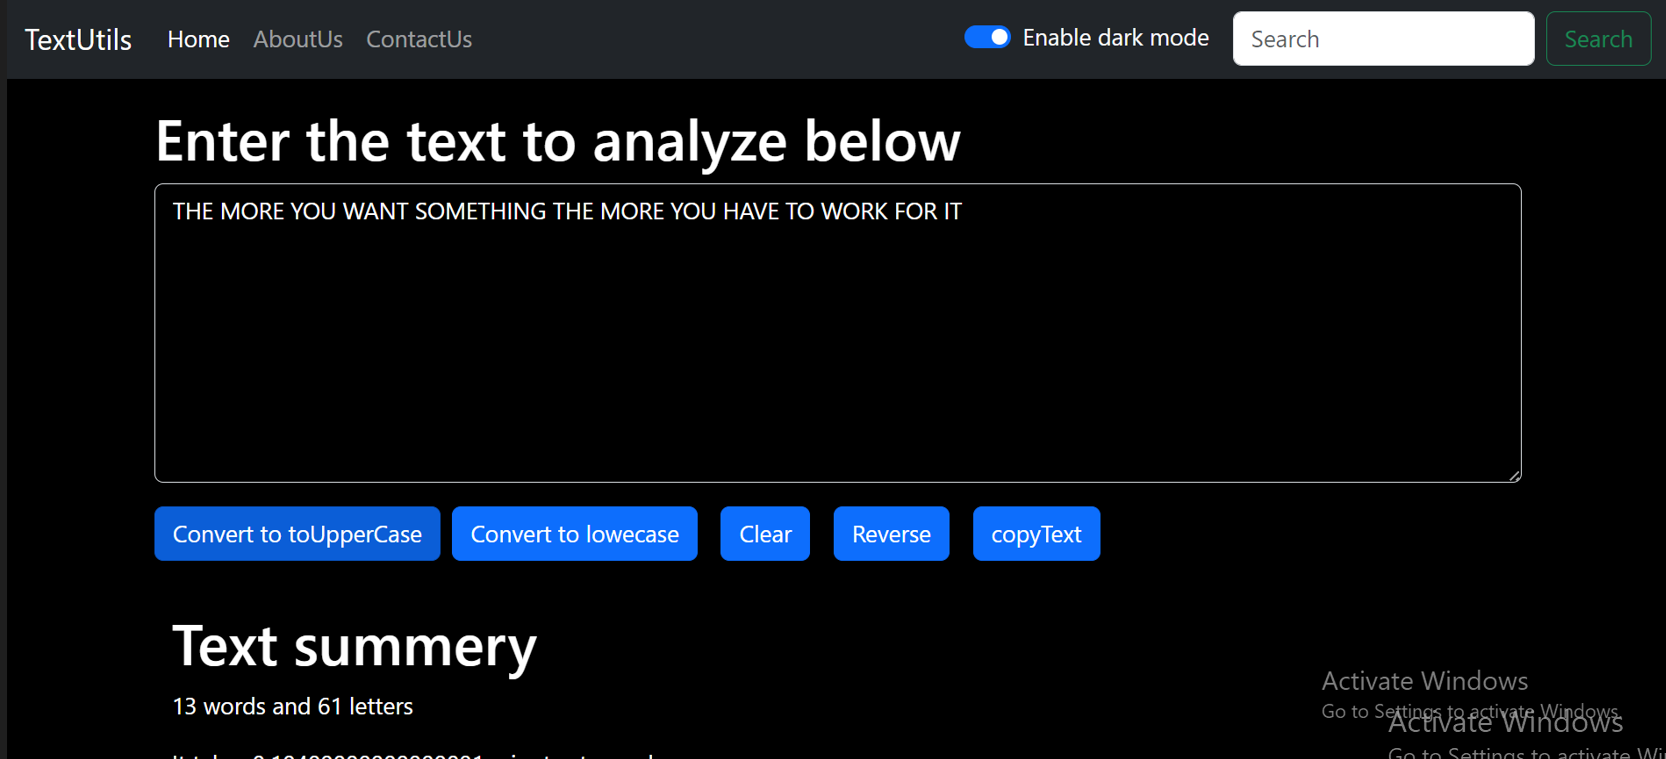 TextUtils Home AboutUs ContactUs Enable dark mode Search Search
Enter the text to analyze below
THE MORE YOU WANT SOMETHING THE MORE YOU HAVE TO WORK FOR IT
Convert to toUpperCase Convert to lowecase Clear Reverse copyText
Text summery
13 words and 61 letters
Activate Windows
Go to Settings to activate Windows.
Activate Windows
Go to Settings to activate Wi